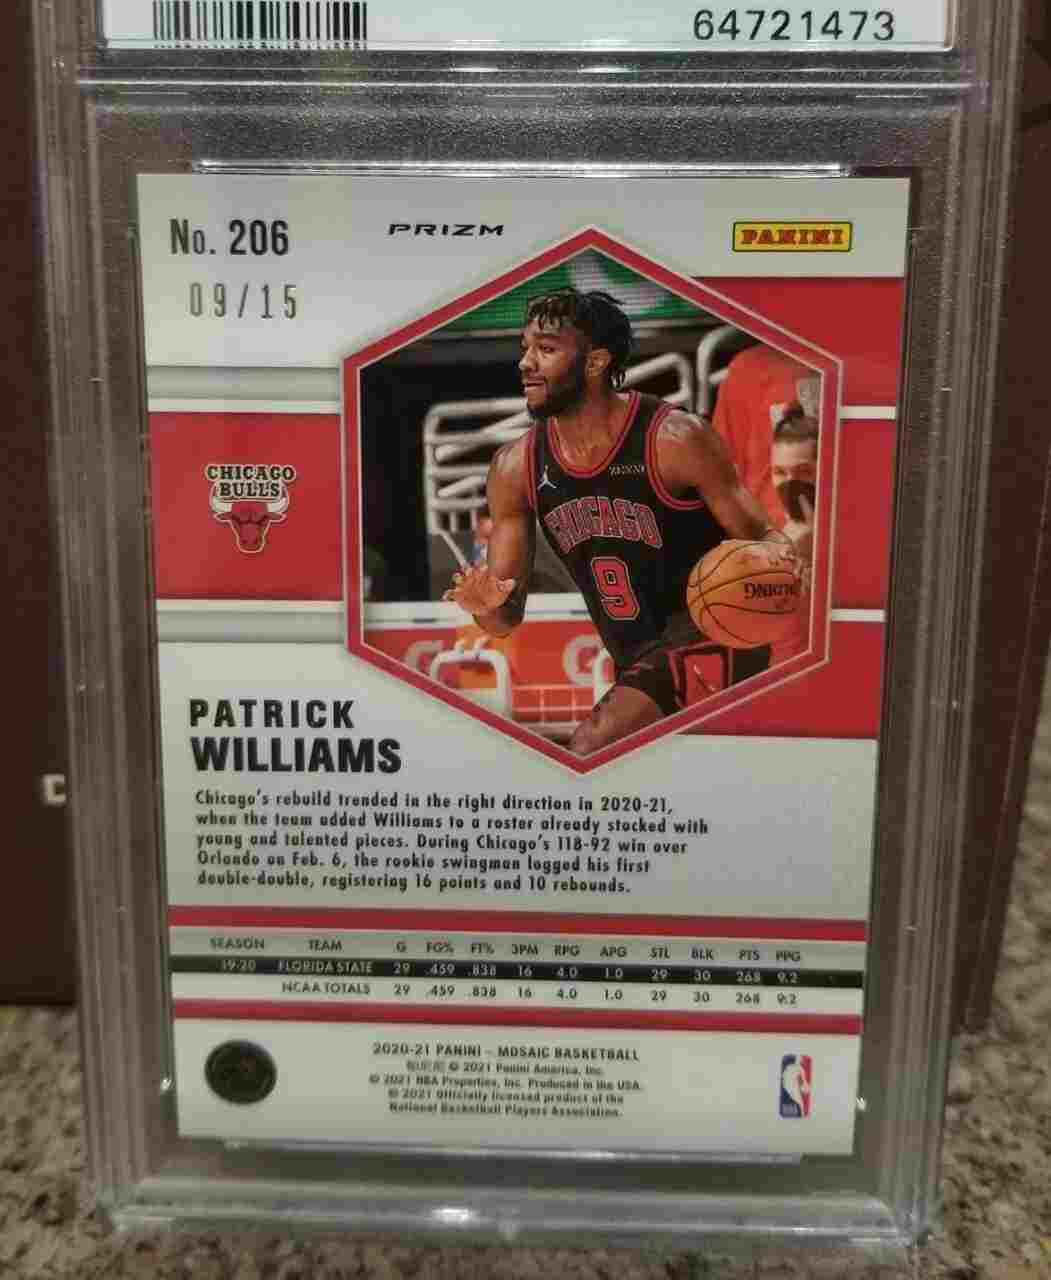 64721473
No. 206
PRIZM
PANINI
09/15
CHICAGO
BULLS
CHICAGO
9
PATRICK
WILLIAMS
Chicago's rebuild trended in the right direction in 2020-21,
when the team added Williams to a roster already stocked with
young and talented pieces. During Chicago's 118-92 win over
Orlando on Feb. 6, the rookie swingman logged his first
double-double, registering 16 points and 10 rebounds.
SEASON TEAM G FG% FT% 3PM RPG APG STL BLK PTS PPG
19-20 FLORIDA STATE 29 .459 .838 16 4.0 1.0 29 30 268 9.2
NCAA TOTALS 29 .459 .838 16 4.0 1.0 29 30 268 9.2
2020-21 PANINI – MOSAIC BASKETBALL
© 2021 Panini America, Inc.
© 2021 NBA Properties, Inc. Produced in the USA.
© 2021 Officially licensed product of the
National Basketball Players Association.